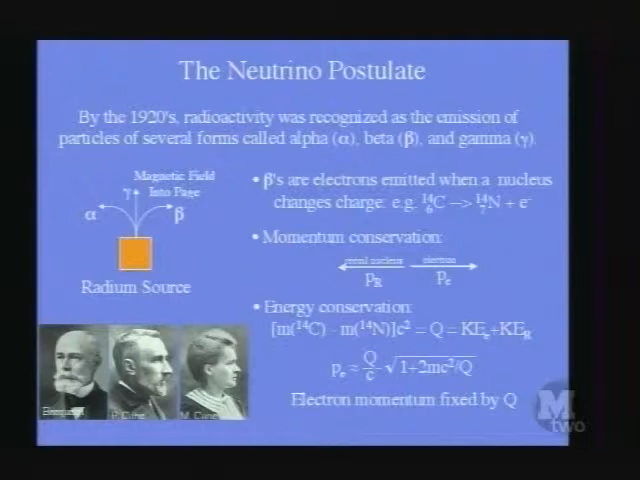 The Neutrino Postulate
By the 1920's, radioactivity was recognized as the emission of
particles of several forms called alpha (α), beta (β), and gamma (γ).
Magnetic Field
Into Page
γ
α
β
Radium Source
• β's are electrons emitted when a nucleus
changes charge: e.g. ¹⁴₆C —> ¹⁴₇N + e⁻
• Momentum conservation:
nucleus
electron
p_R
p_e
• Energy conservation:
[m(¹⁴C) - m(¹⁴N)]c² = Q = KE_e+KE_R
p_e ≈ Q/c √1+2mc²/Q
Electron momentum fixed by Q
Becquerel
P. Curie
M. Curie
M
two